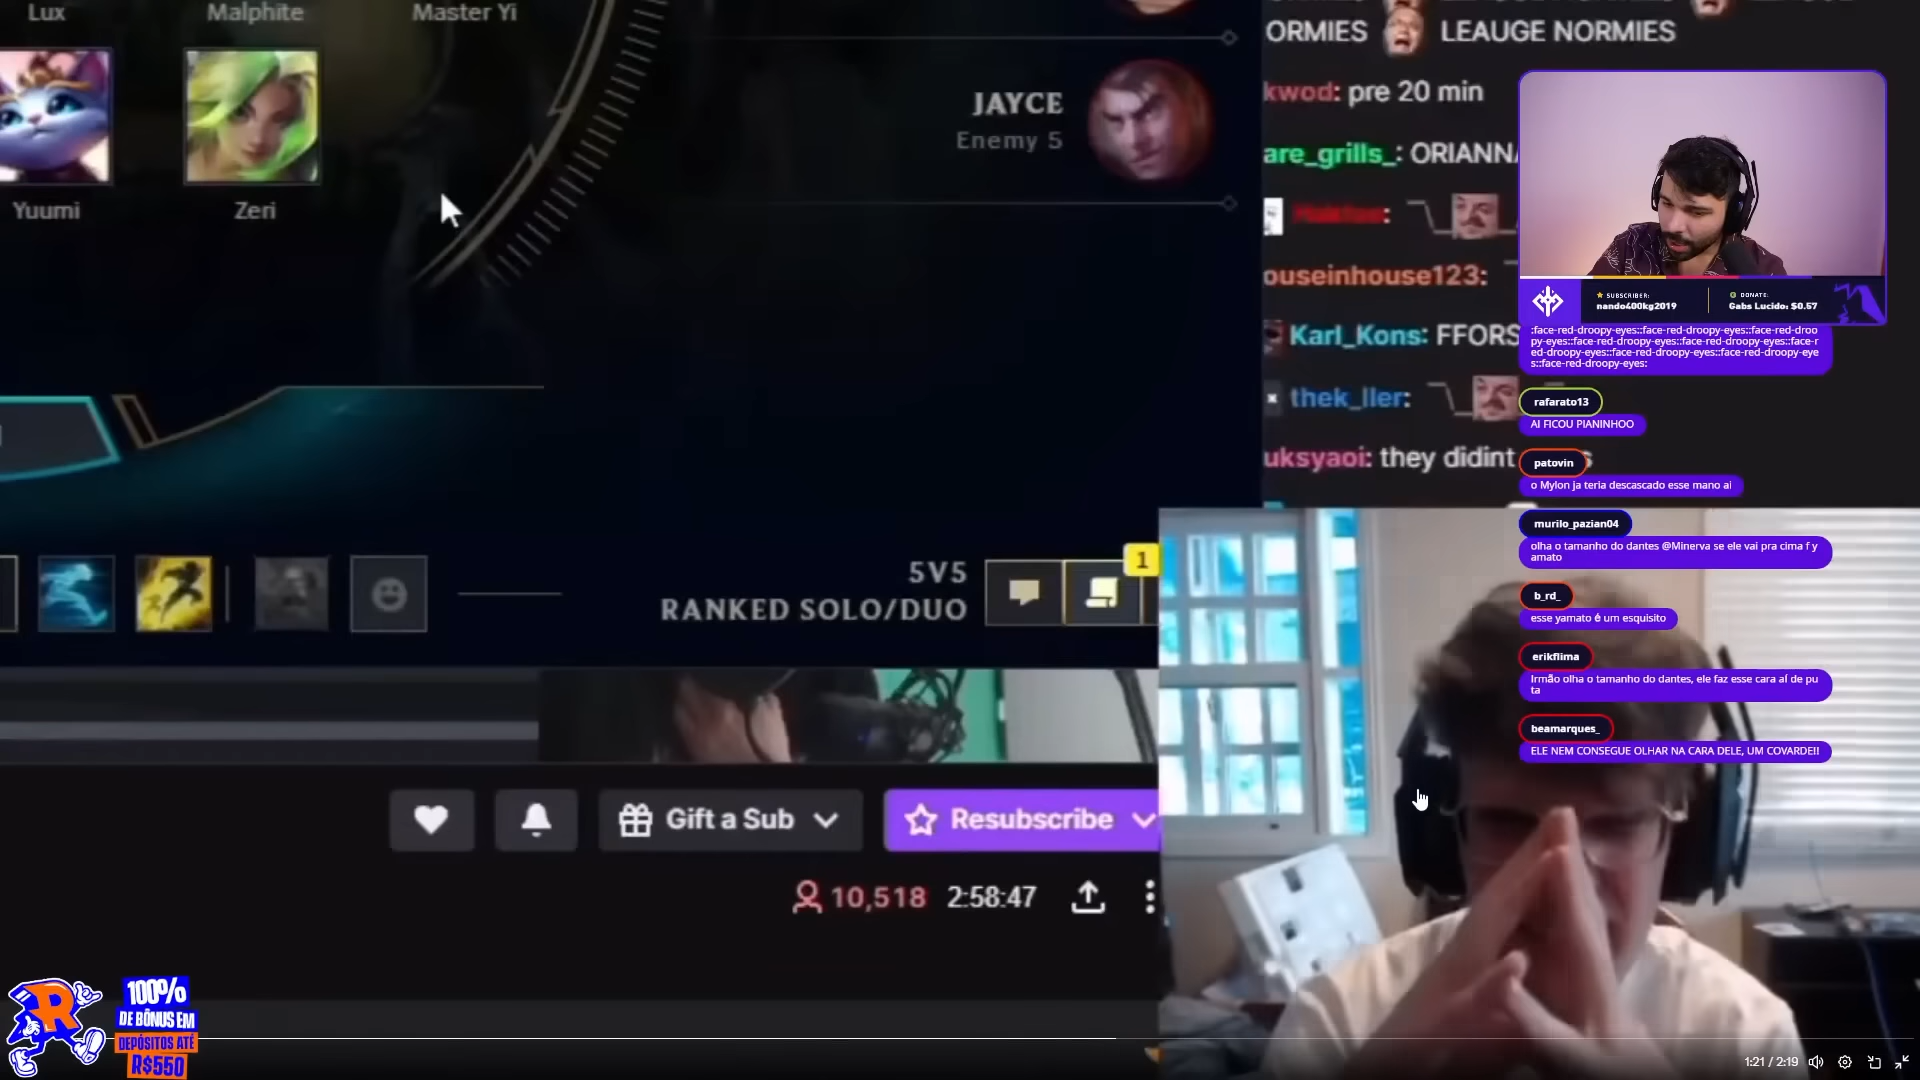 Lux
Malphite
Master Yi
Yuumi
Zeri
JAYCE
Enemy 5
5V5
RANKED SOLO/DUO
1
ORMIES LEAUGE NORMIES
kwod: pre 20 min
are_grills_: ORIANNA
ouseinhouse123:
Karl_Kons: FFORS
thek_ller:
uksyaoi: they didint
SUBSCRIBER:
nando400kg2019
DONATE:
Gabs Lucido: $0.57
:face-red-droopy-eyes::face-red-droopy-eyes::face-red-droo
py-eyes::face-red-droopy-eyes::face-red-droopy-eyes::face-r
ed-droopy-eyes::face-red-droopy-eyes::face-red-droopy-eye
s::face-red-droopy-eyes:
rafarato13
AI FICOU PIANINHOO
patovin
o Mylon ja teria descascado esse mano ai
murilo_pazian04
olha o tamanho do dantes @Minerva se ele vai pra cima f y
amato
b_rd_
esse yamato é um esquisito
erikflima
Irmão olha o tamanho do dantes, ele faz esse cara aí de pu
ta
beamarques_
ELE NEM CONSEGUE OLHAR NA CARA DELE, UM COVARDE!!
Gift a Sub
Resubscribe
10,518 2:58:47
R
100%
DE BÔNUS EM
DEPÓSITOS ATÉ
R$550
1:21 / 2:19